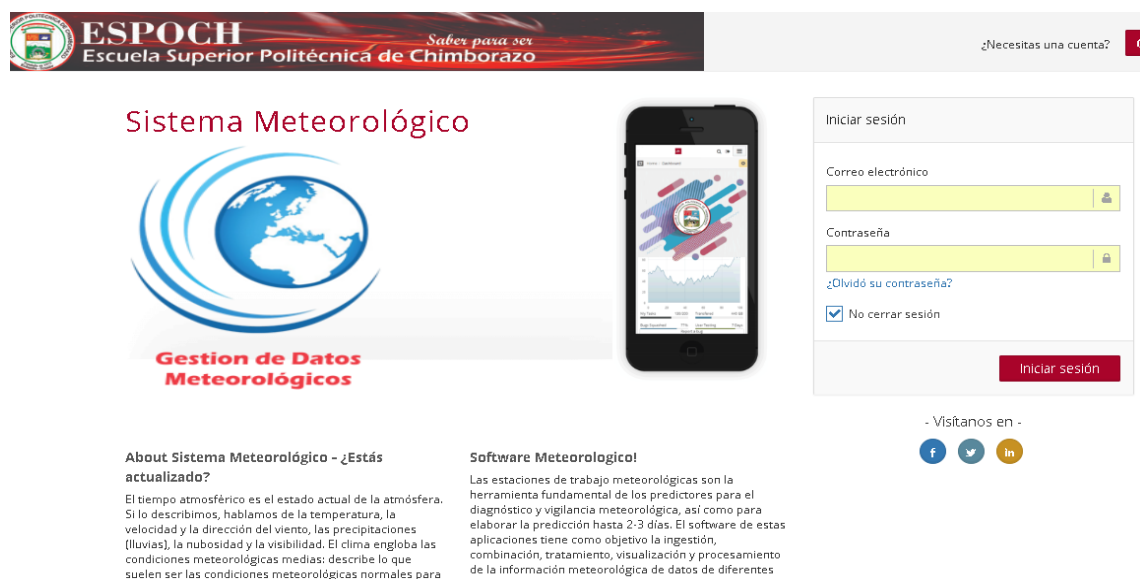 ESPOCH
Saber para ser
Escuela Superior Politécnica de Chimborazo
¿Necesitas una cuenta?
Sistema Meteorológico
Gestion de Datos
Meteorológicos
Iniciar sesión
Correo electrónico
Contraseña
¿Olvidó su contraseña?
No cerrar sesión
Iniciar sesión
- Visítanos en -
f
in
About Sistema Meteorológico - ¿Estás
actualizado?
El tiempo atmosférico es el estado actual de la atmósfera.
Si lo describimos, hablamos de la temperatura, la
velocidad y la dirección del viento, las precipitaciones
(lluvias), la nubosidad y la visibilidad. El clima engloba las
condiciones meteorológicas medias: describe lo que
suelen ser las condiciones meteorológicas normales para
Software Meteorologico!
Las estaciones de trabajo meteorológicas son la
herramienta fundamental de los predictores para el
diagnóstico y vigilancia meteorológica, así como para
elaborar la predicción hasta 2-3 días. El software de estas
aplicaciones tiene como objetivo la ingestión,
combinación, tratamiento, visualización y procesamiento
de la información meteorológica de datos de diferentes